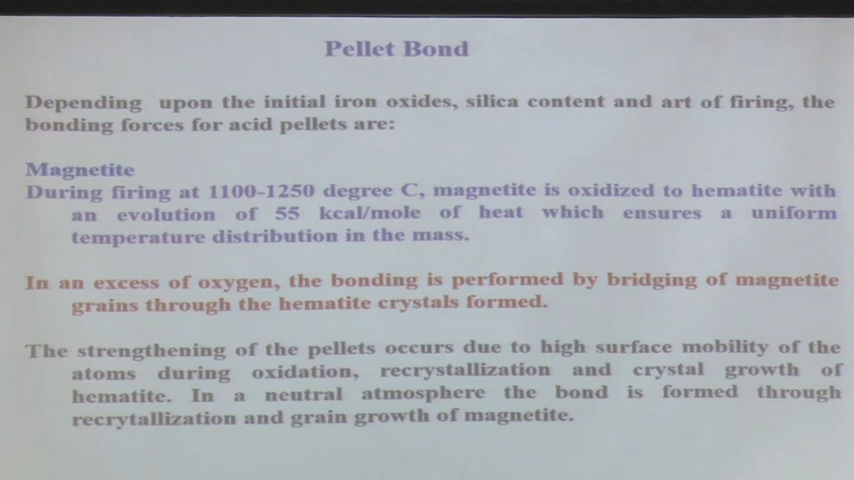 Pellet Bond
Depending upon the initial iron oxides, silica content and art of firing, the
bonding forces for acid pellets are:
Magnetite
During firing at 1100-1250 degree C, magnetite is oxidized to hematite with
an evolution of 55 kcal/mole of heat which ensures a uniform
temperature distribution in the mass.
In an excess of oxygen, the bonding is performed by bridging of magnetite
grains through the hematite crystals formed.
The strengthening of the pellets occurs due to high surface mobility of the
atoms during oxidation, recrystallization and crystal growth of
hematite. In a neutral atmosphere the bond is formed through
recrytallization and grain growth of magnetite.